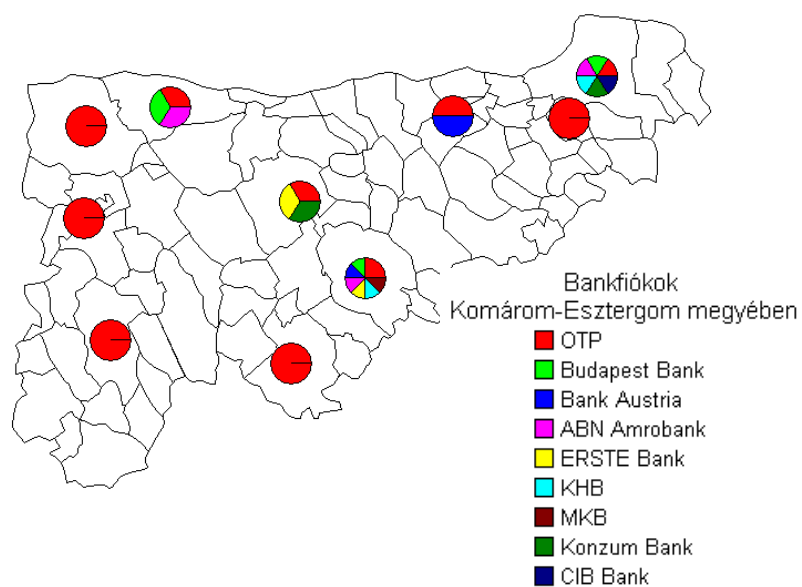 Bankfiókok
Komárom-Esztergom megyében
OTP
Budapest Bank
Bank Austria
ABN Amrobank
ERSTE Bank
KHB
MKB
Konzum Bank
CIB Bank